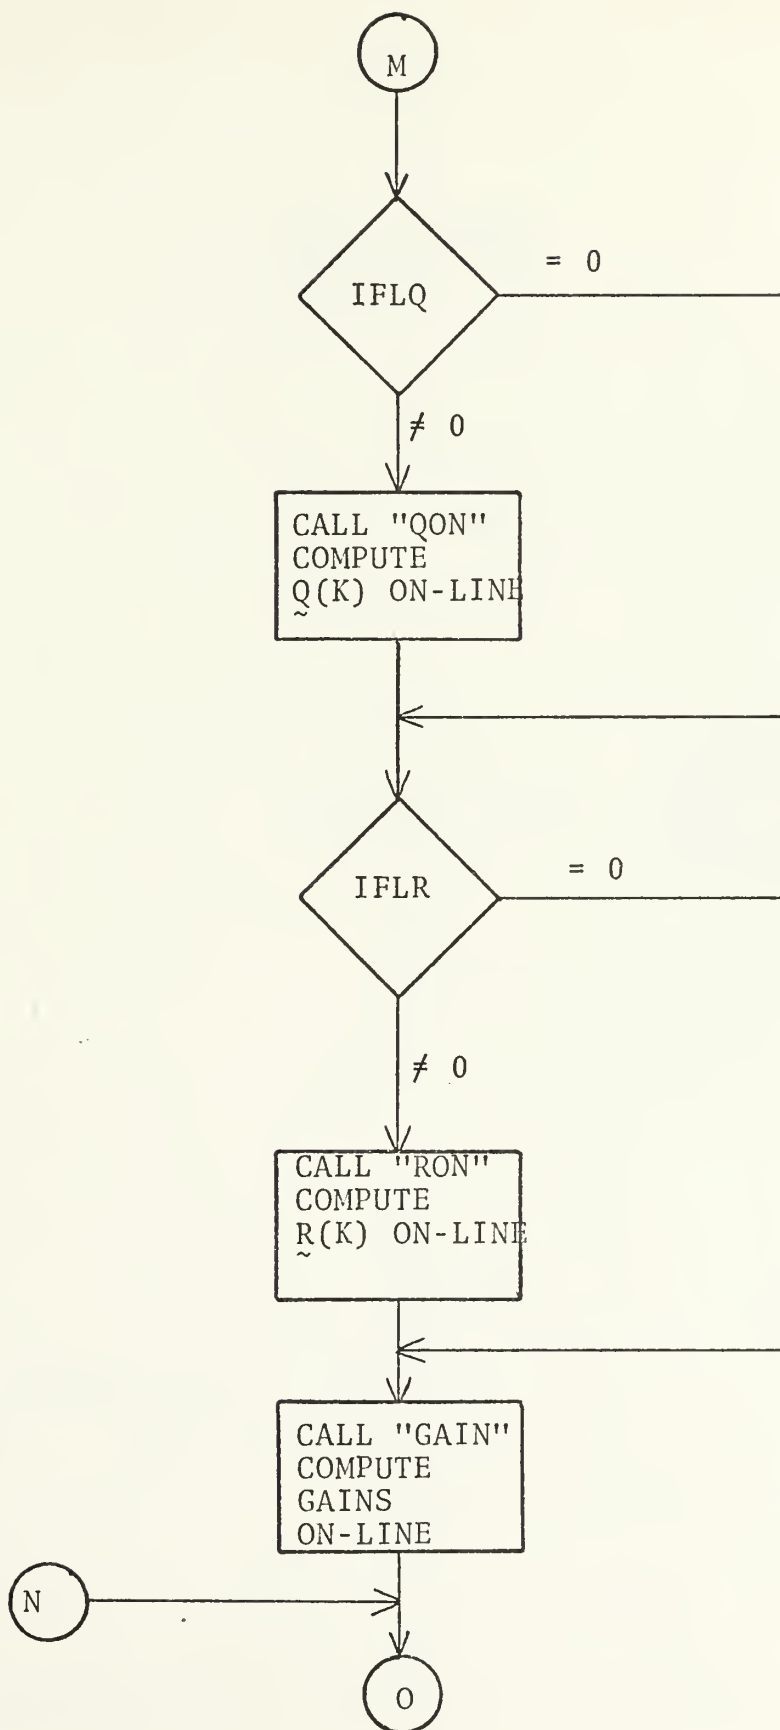 M
IFLQ
= 0
≠ 0
CALL "QON"
COMPUTE
Q̰(K) ON-LINE
IFLR
= 0
≠ 0
CALL "RON"
COMPUTE
R̰(K) ON-LINE
CALL "GAIN"
COMPUTE
GAINS
ON-LINE
N
O